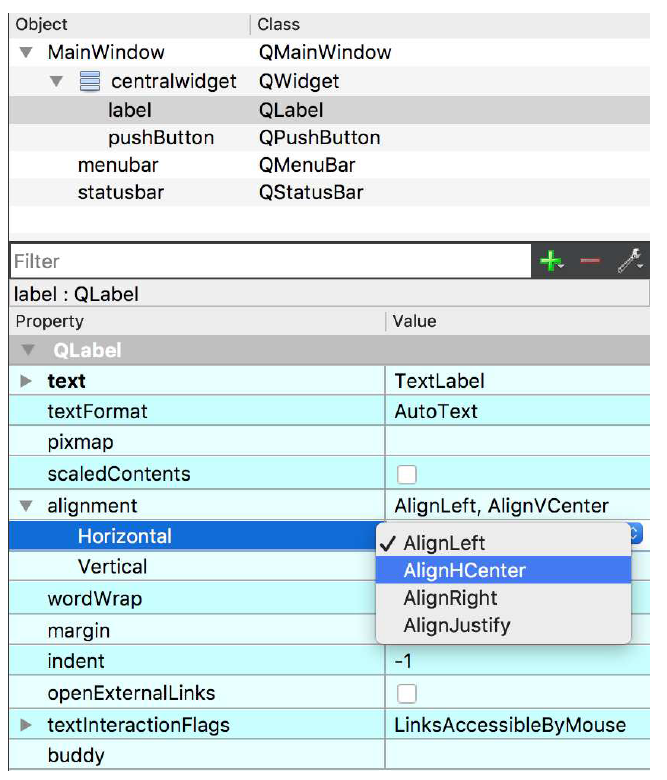 Object Class
MainWindow QMainWindow
centralwidget QWidget
label QLabel
pushButton QPushButton
menubar QMenuBar
statusbar QStatusBar
Filter
label : QLabel
Property Value
QLabel
text TextLabel
textFormat AutoText
pixmap
scaledContents
alignment AlignLeft, AlignVCenter
Horizontal AlignLeft
AlignHCenter
Vertical
wordWrap AlignRight
margin AlignJustify
indent -1
openExternalLinks
textInteractionFlags LinksAccessibleByMouse
buddy